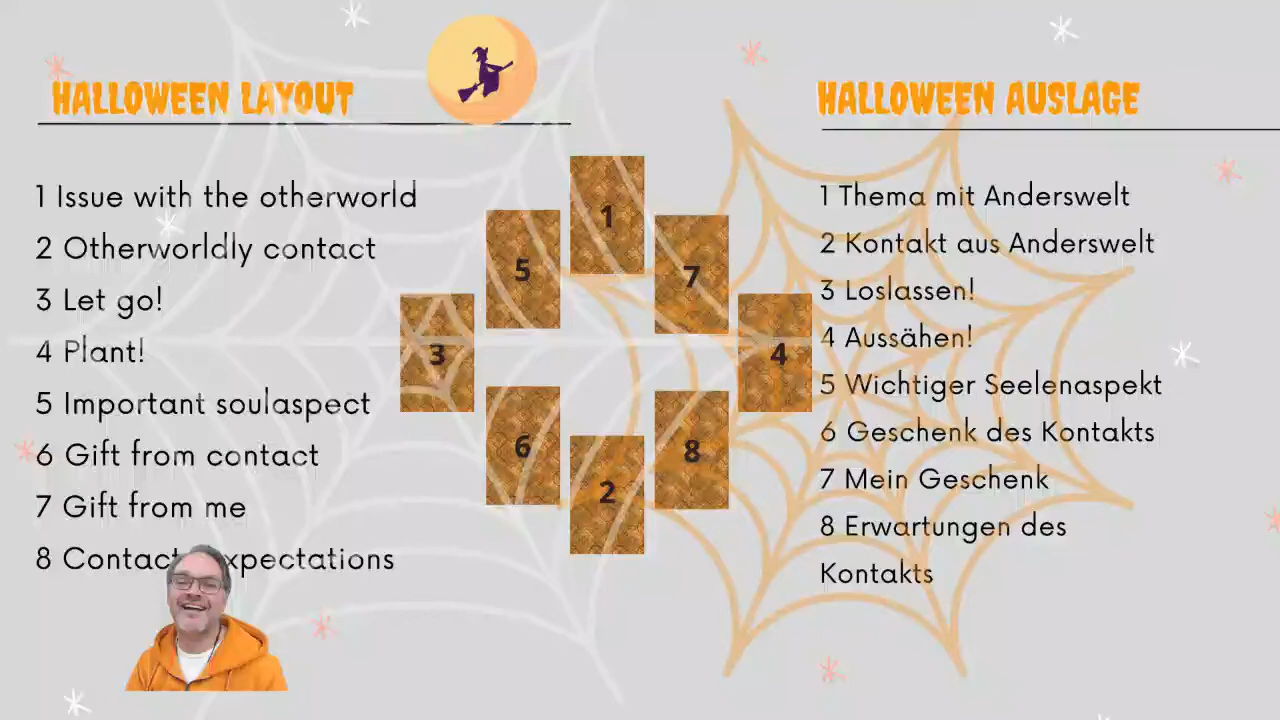 HALLOWEEN LAYOUT
1 Issue with the otherworld
2 Otherworldly contact
3 Let go!
4 Plant!
5 Important soulaspect
6 Gift from contact
7 Gift from me
8 Contac xpectations
1
5
7
3
4
6
8
2
HALLOWEEN AUSLAGE
1 Thema mit Anderswelt
2 Kontakt aus Anderswelt
3 Loslassen!
4 Aussähen!
5 Wichtiger Seelenaspekt
6 Geschenk des Kontakts
7 Mein Geschenk
8 Erwartungen des
Kontakts